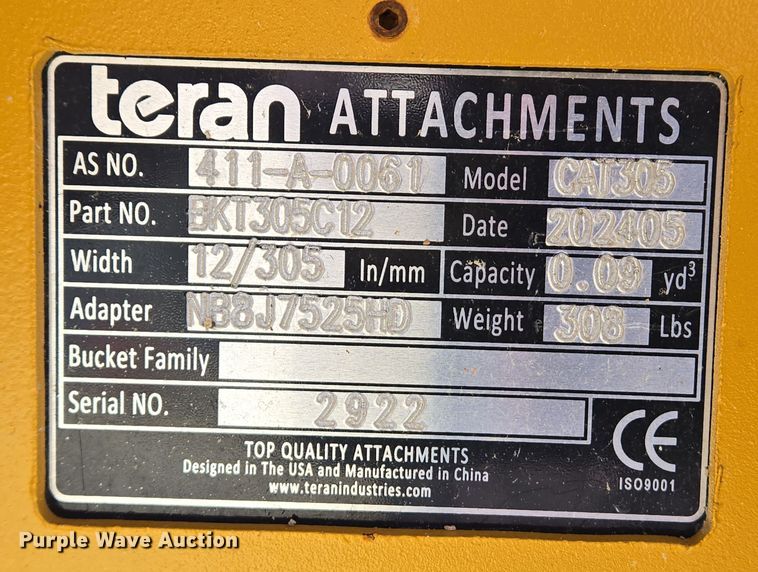 teran ATTACHMENTS
AS NO. 411-A-0061 Model CAT305
Part NO. BKT305C12 Date 202405
Width 12/305 In/mm Capacity 0.09 yd³
Adapter NB8J7525HD Weight 308 Lbs
Bucket Family
Serial NO. 2922
CE
TOP QUALITY ATTACHMENTS
Designed in The USA and Manufactured in China
www.teranindustries.com
ISO9001
Purple Wave Auction